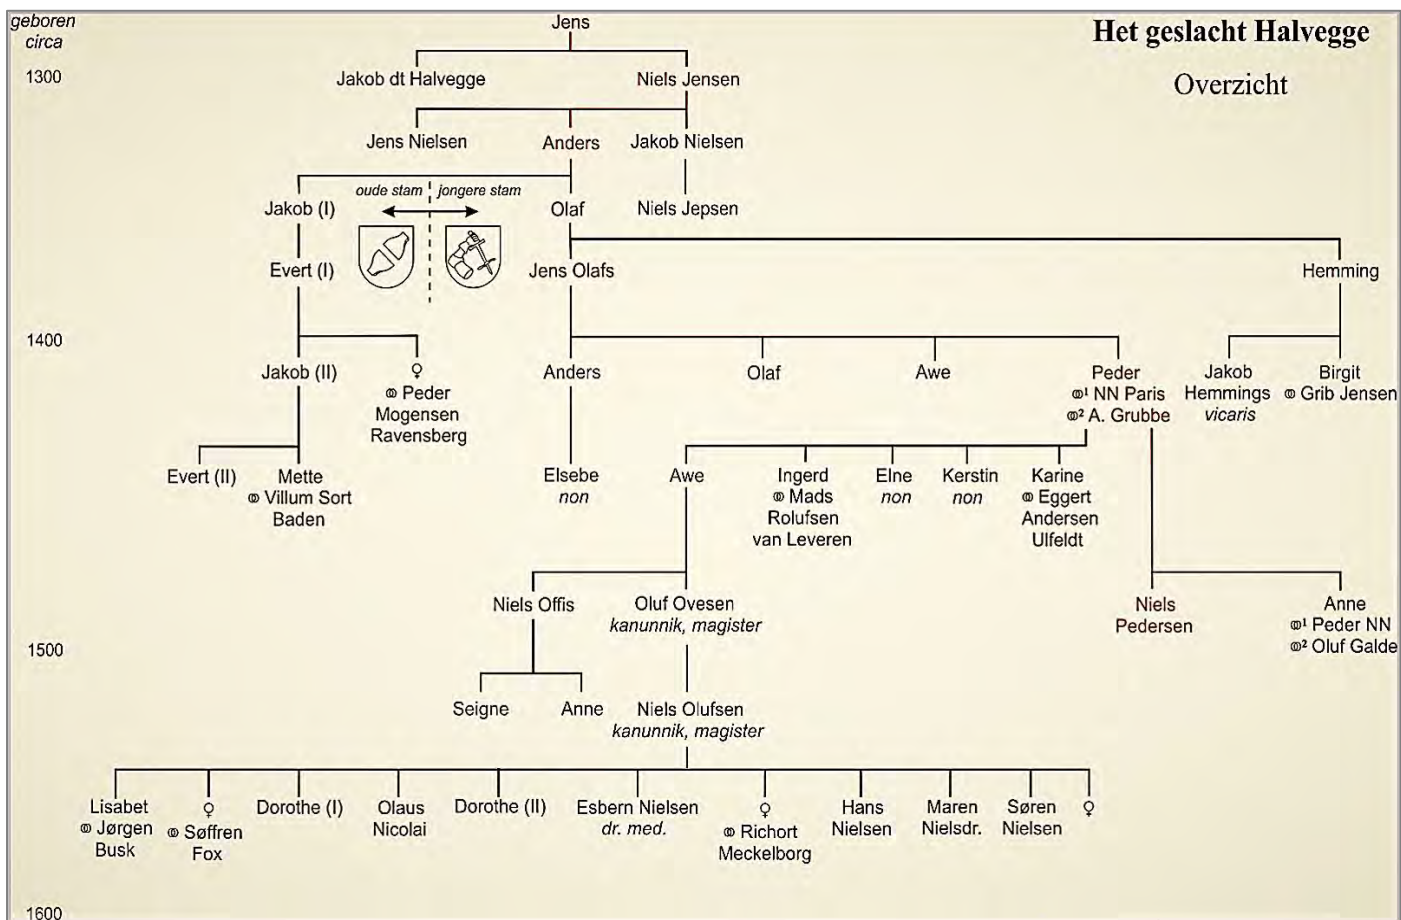 geboren
circa
Jens
Het geslacht Halvegge
Overzicht
1300
Jakob dt Halvegge
Niels Jensen
Jens Nielsen
Anders
Jakob Nielsen
oude stam
jongere stam
Jakob (I)
Olaf
Niels Jepsen
Evert (I)
Jens Olafs
Hemming
1400
Jakob (II)
♀
⚭ Peder
Mogensen
Ravensberg
Anders
Olaf
Awe
Peder
⚭¹ NN Paris
⚭² A. Grubbe
Jakob
Hemmings
vicaris
Birgit
⚭ Grib Jensen
Evert (II)
Mette
⚭ Villum Sort
Baden
Elsebe
non
Awe
Ingerd
⚭ Mads
Rolufsen
van Leveren
Elne
non
Kerstin
non
Karine
⚭ Eggert
Andersen
Ulfeldt
Niels Offis
Oluf Ovesen
kanunnik, magister
Niels
Pedersen
Anne
⚭¹ Peder NN
⚭² Oluf Galde
1500
Seigne
Anne
Niels Olufsen
kanunnik, magister
Lisabet
⚭ Jørgen
Busk
♀
⚭ Søffren
Fox
Dorothe (I)
Olaus
Nicolai
Dorothe (II)
Esbern Nielsen
dr. med.
♀
⚭ Richort
Meckelborg
Hans
Nielsen
Maren
Nielsdr.
Søren
Nielsen
♀
1600